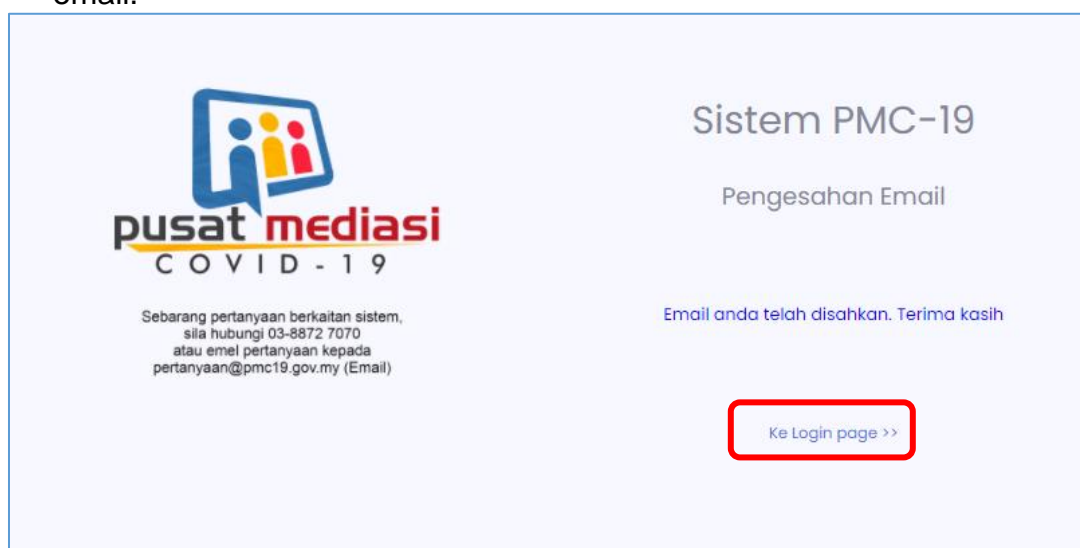 email.
pusat mediasi
COVID-19
Sebarang pertanyaan berkaitan sistem,
sila hubungi 03-8872 7070
atau emel pertanyaan kepada
pertanyaan@pmc19.gov.my (Email)
Sistem PMC-19
Pengesahan Email
Email anda telah disahkan. Terima kasih
Ke Login page >>